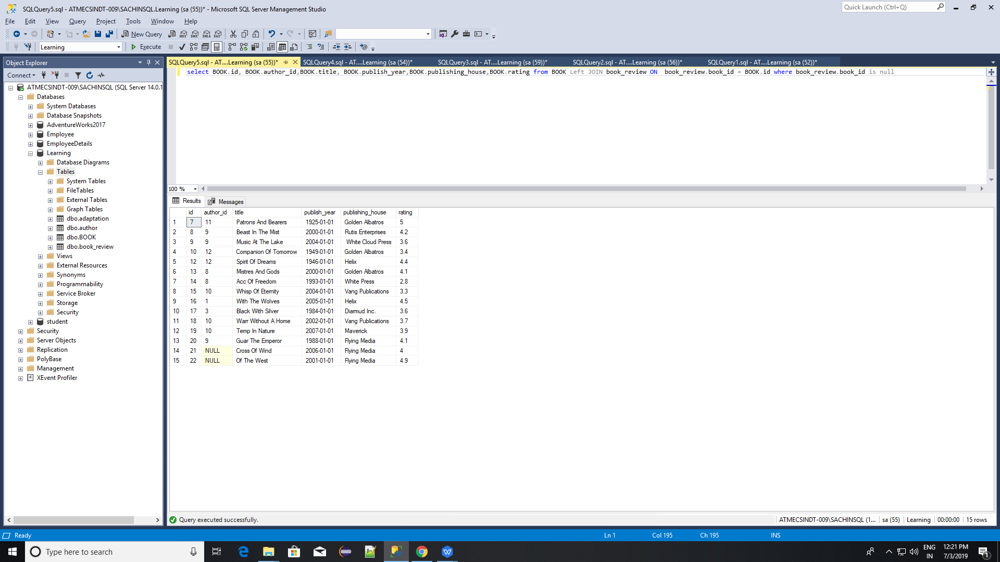 SQLQuery5.sql - ATMECSINDT-009\SACHINSQL.Learning (sa (55))* - Microsoft SQL Server Management Studio
Quick Launch (Ctrl+Q)
File Edit View Query Project Tools Window Help
New Query MDX DMX XMLA DAX
Learning Execute
Object Explorer
Connect
ATMECSINDT-009\SACHINSQL (SQL Server 14.0.1
Databases
System Databases
Database Snapshots
AdventureWorks2017
Employee
EmployeeDetails
Learning
Database Diagrams
Tables
System Tables
FileTables
External Tables
Graph Tables
dbo.adaptation
dbo.author
dbo.BOOK
dbo.book_review
Views
External Resources
Synonyms
Programmability
Service Broker
Storage
Security
student
Security
Server Objects
Replication
PolyBase
Management
XEvent Profiler
SQLQuery5.sql - AT....Learning (sa (55))* SQLQuery4.sql - AT....Learning (sa (54))* SQLQuery3.sql - AT....Learning (sa (59))* SQLQuery2.sql - AT....Learning (sa (56))* SQLQuery1.sql - AT....Learning (sa (52))*
select BOOK.id, BOOK.author_id,BOOK.title, BOOK.publish_year,BOOK.publishing_house,BOOK.rating from BOOK Left JOIN book_review ON  book_review.book_id = BOOK.id where book_review.book_id is null
100 %
Results Messages
id author_id title publish_year publishing_house rating
1 7 11 Patrons And Bearers 1925-01-01 Golden Albatros 5
2 8 9 Beast In The Mist 2000-01-01 Rutis Enterprises 4.2
3 9 9 Music At The Lake 2004-01-01 White Cloud Press 3.6
4 10 12 Companion Of Tomorrow 1949-01-01 Golden Albatros 3.4
5 12 12 Spirit Of Dreams 1946-01-01 Helix 4.4
6 13 8 Mistres And Gods 2000-01-01 Golden Albatros 4.1
7 14 8 Acc Of Freedom 1993-01-01 White Press 2.8
8 15 10 Whisp Of Eternity 2004-01-01 Vang Publications 3.3
9 16 1 With The Wolves 2005-01-01 Helix 4.5
10 17 3 Black With Silver 1984-01-01 Diarmud Inc. 3.6
11 18 10 Warr Without A Home 2002-01-01 Vang Publications 3.7
12 19 10 Temp In Nature 2007-01-01 Maverick 3.9
13 20 9 Guar The Emperor 1988-01-01 Flying Media 4.1
14 21 NULL Cross Of Wind 2006-01-01 Flying Media 4
15 22 NULL Of The West 2001-01-01 Flying Media 4.9
Query executed successfully. ATMECSINDT-009\SACHINSQL (1... sa (55) Learning 00:00:00 15 rows
Ready Ln 1 Col 195 Ch 195 INS
Type here to search
ENG
IN
12:21 PM
7/3/2019
1